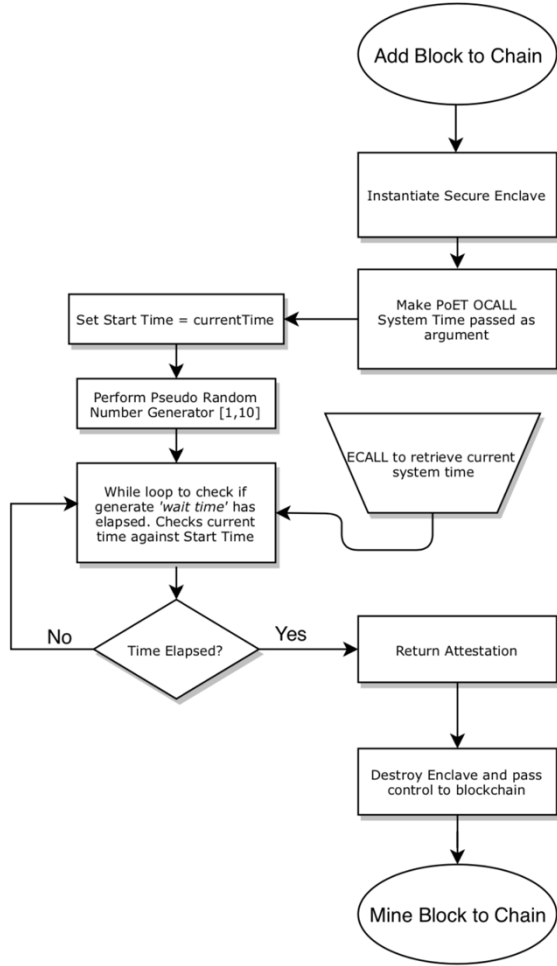 Add Block to Chain
Instantiate Secure Enclave
Make PoET OCALL
System Time passed as
argument
Set Start Time = currentTime
Perform Pseudo Random
Number Generator [1,10]
ECALL to retrieve current
system time
While loop to check if
generate 'wait time' has
elapsed. Checks current
time against Start Time
No
Time Elapsed?
Yes
Return Attestation
Destroy Enclave and pass
control to blockchain
Mine Block to Chain